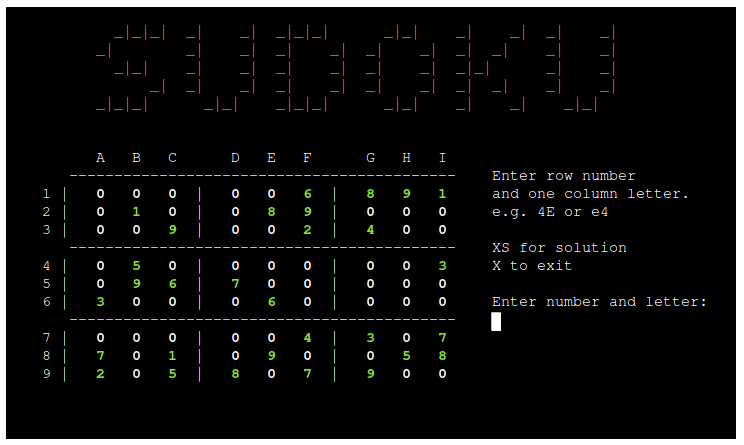 SUDOKU
A B C D E F G H I
1 | 0 0 0 | 0 0 6 | 8 9 1
2 | 0 1 0 | 0 8 9 | 0 0 0
3 | 0 0 9 | 0 0 2 | 4 0 0
4 | 0 5 0 | 0 0 0 | 0 0 3
5 | 0 9 6 | 7 0 0 | 0 0 0
6 | 3 0 0 | 0 6 0 | 0 0 0
7 | 0 0 0 | 0 0 4 | 3 0 7
8 | 7 0 1 | 0 9 0 | 0 5 8
9 | 2 0 5 | 8 0 7 | 9 0 0
Enter row number
and one column letter.
e.g. 4E or e4
XS for solution
X to exit
Enter number and letter: